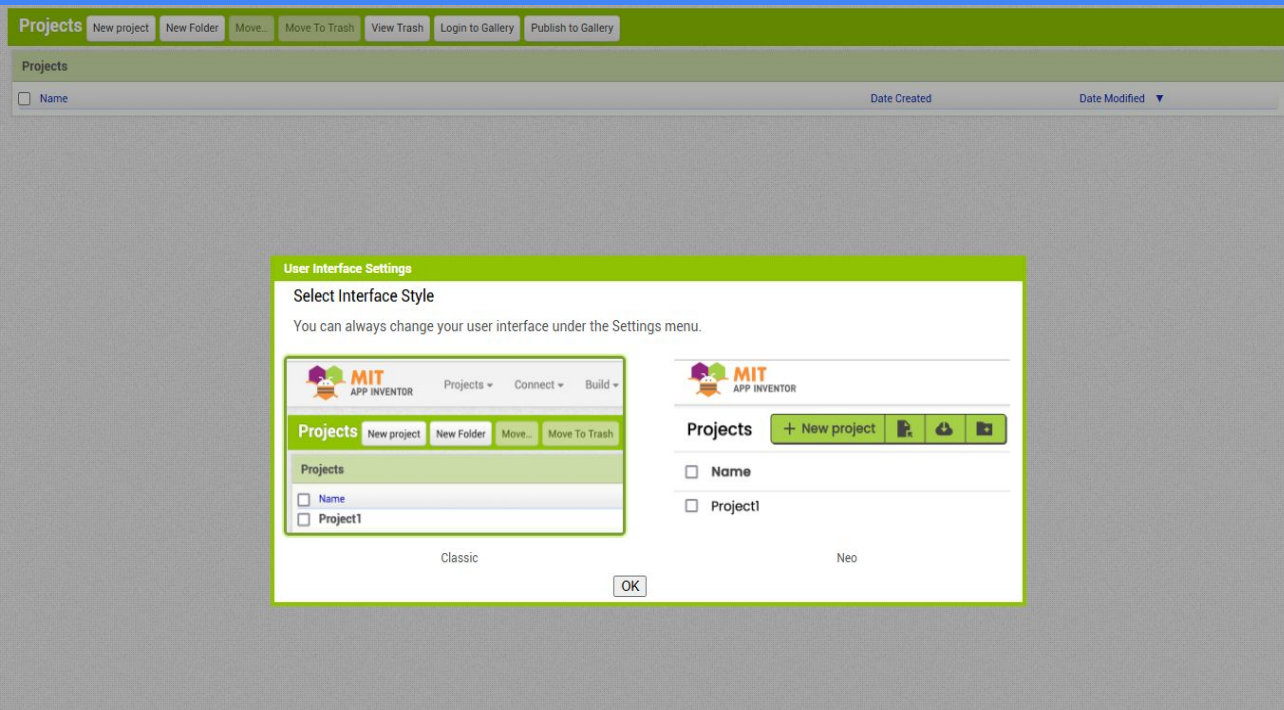 Projects New project New Folder Move... Move To Trash View Trash Login to Gallery Publish to Gallery
Projects
Name Date Created Date Modified ▼
User Interface Settings
Select Interface Style
You can always change your user interface under the Settings menu.
MIT APP INVENTOR Projects Connect Build
Projects New project New Folder Move... Move To Trash
Projects
Name
Project1
Classic
MIT APP INVENTOR
Projects + New project
Name
Project1
Neo
OK